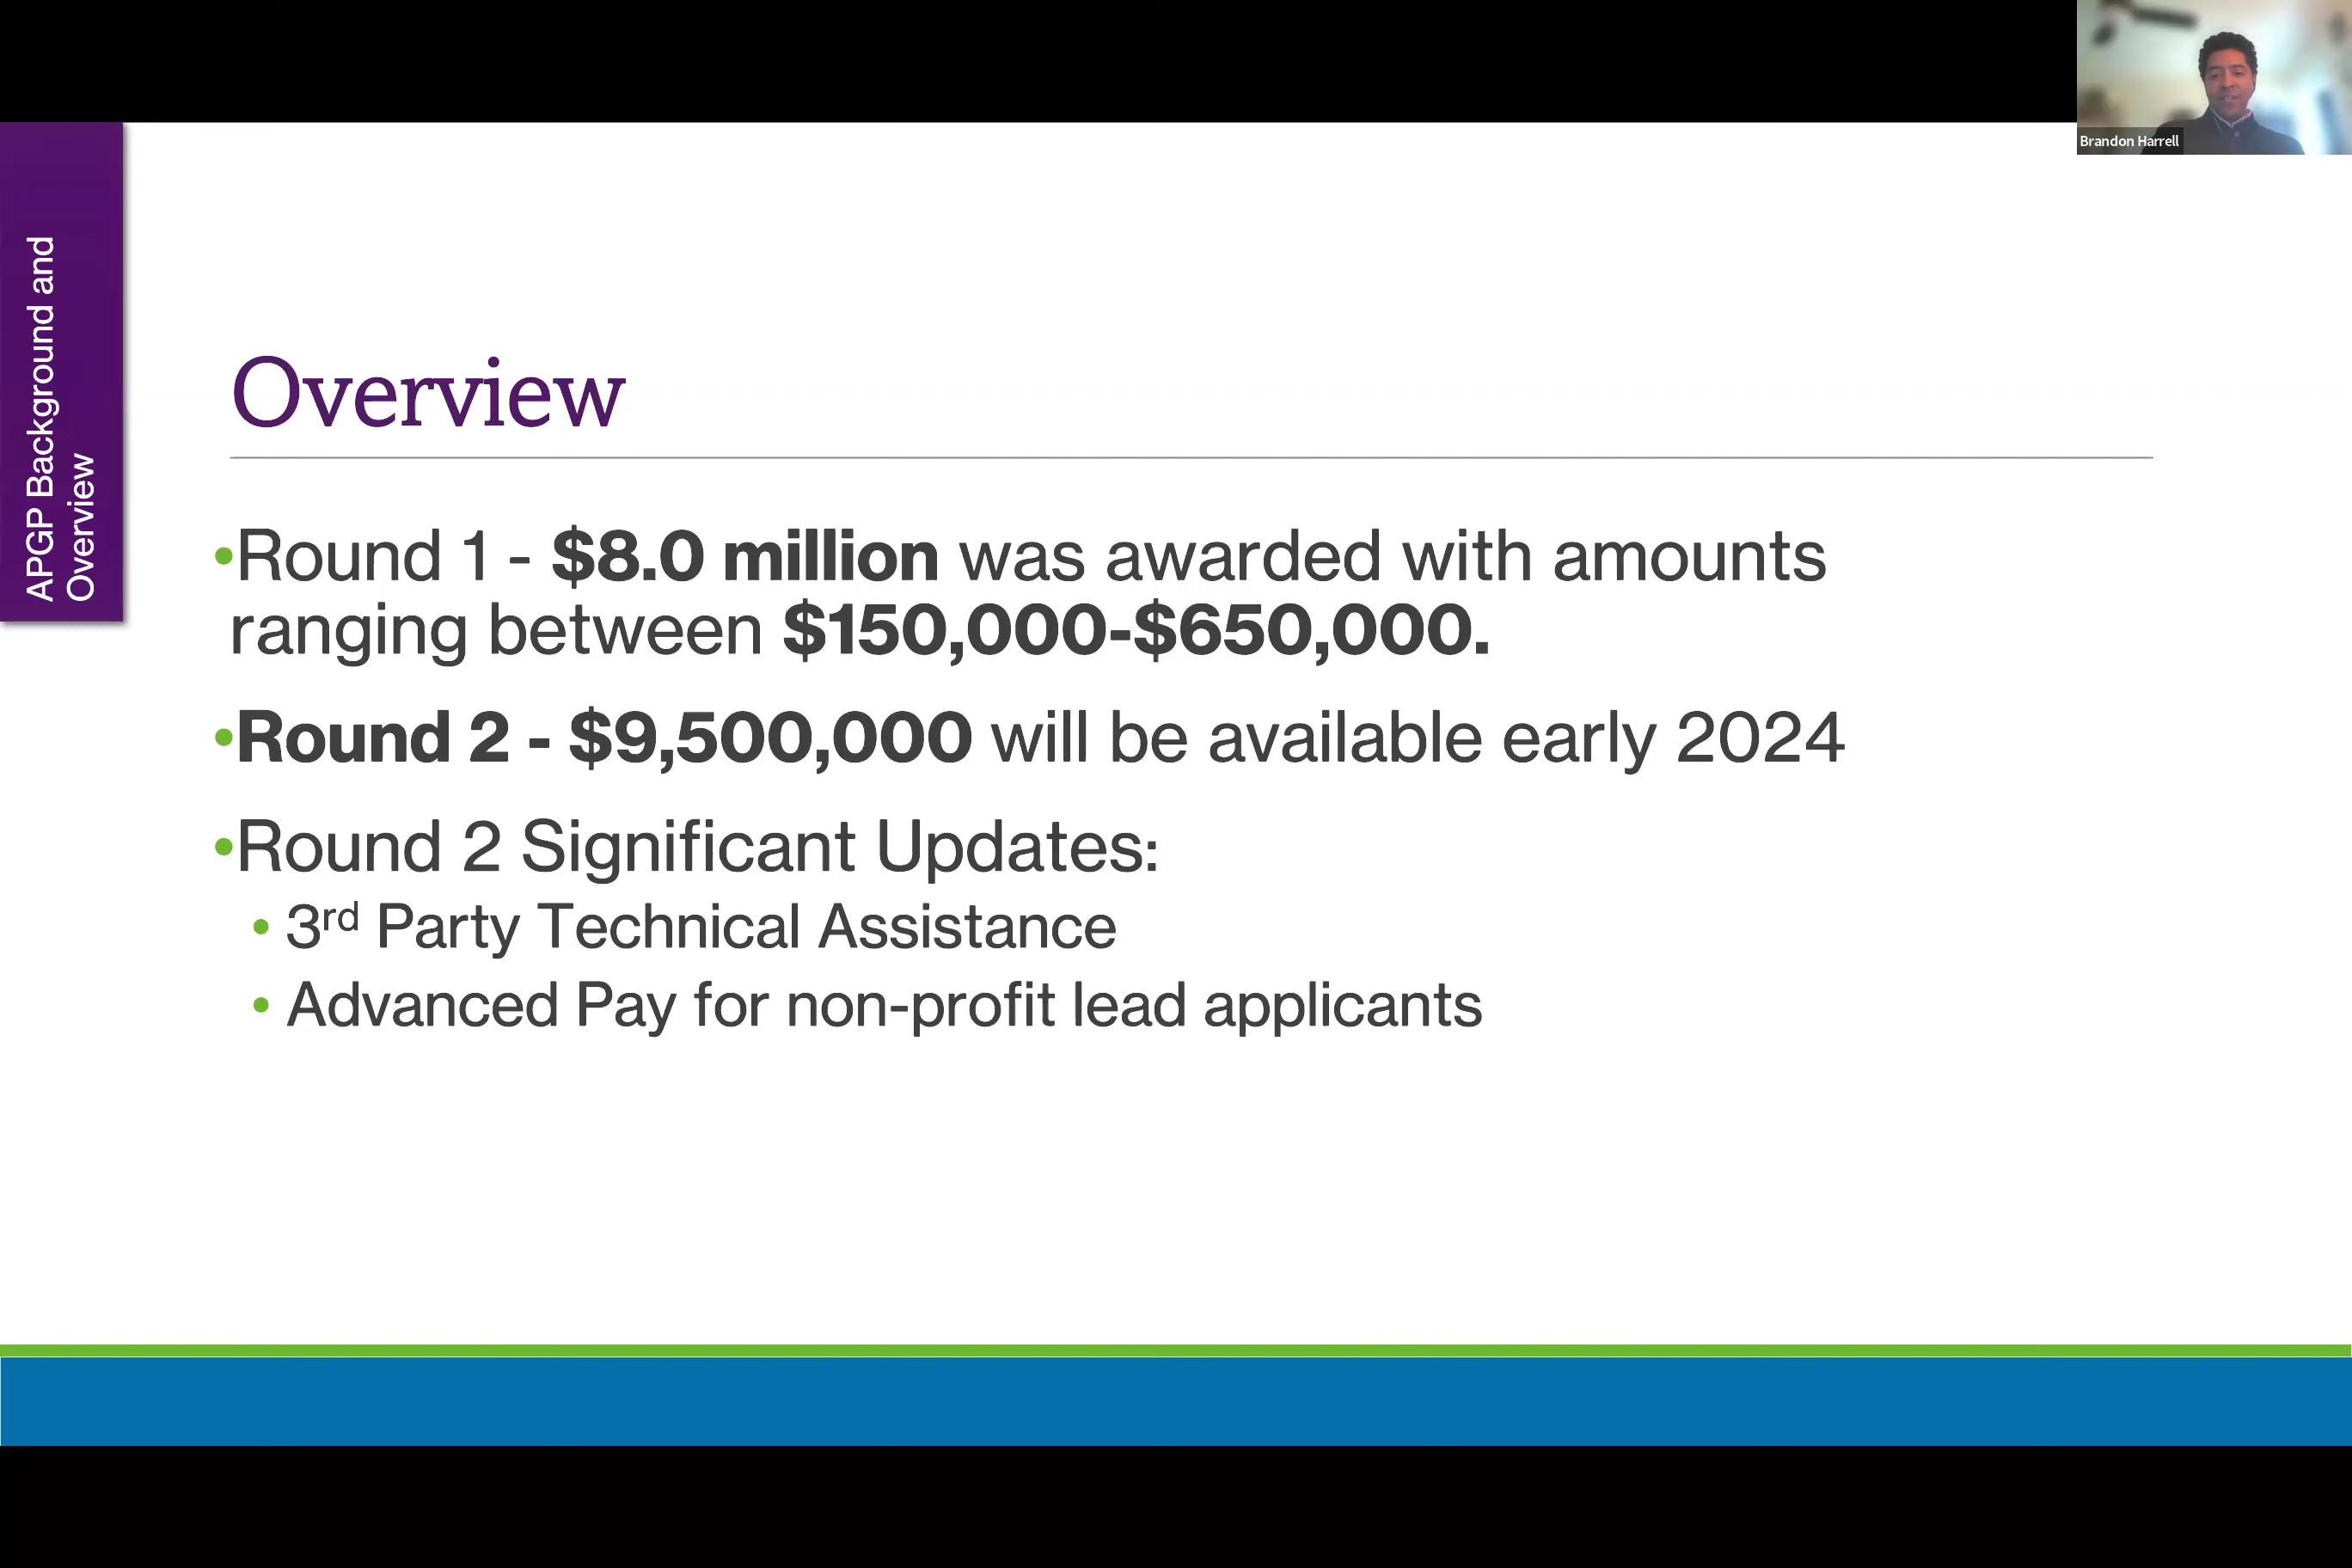 Brandon Harrell
APGP Background and
Overview
Overview
•Round 1 - $8.0 million was awarded with amounts
ranging between $150,000-$650,000.
•Round 2 - $9,500,000 will be available early 2024
•Round 2 Significant Updates:
• 3rd Party Technical Assistance
• Advanced Pay for non-profit lead applicants